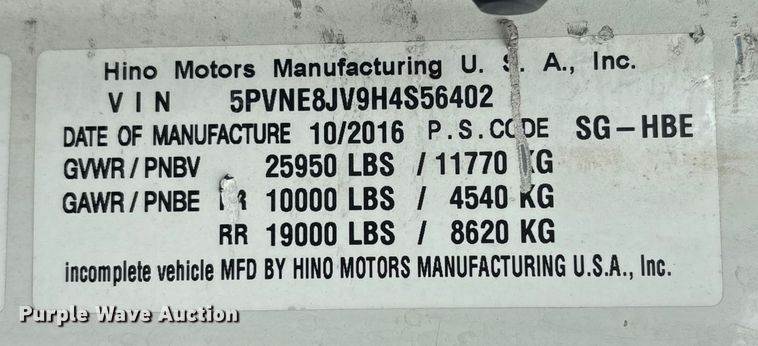 Hino Motors Manufacturing U. S. A., Inc.
VIN 5PVNE8JV9H4S56402
DATE OF MANUFACTURE 10/2016 P.S.CODE SG-HBE
GVWR/PNBV 25950 LBS / 11770 KG
GAWR/PNBE FR 10000 LBS / 4540 KG
RR 19000 LBS / 8620 KG
incomplete vehicle MFD BY HINO MOTORS MANUFACTURING U.S.A., Inc.
Purple Wave Auction